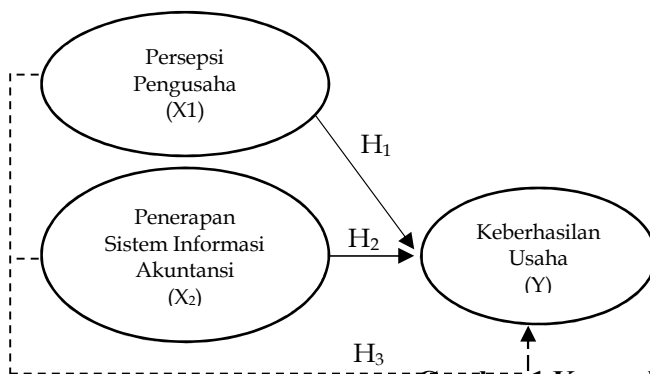 Persepsi
Pengusaha
(X1)
H₁
Penerapan
Sistem Informasi
Akuntansi
(X₂)
H₂
Keberhasilan
Usaha
(Y)
H₃